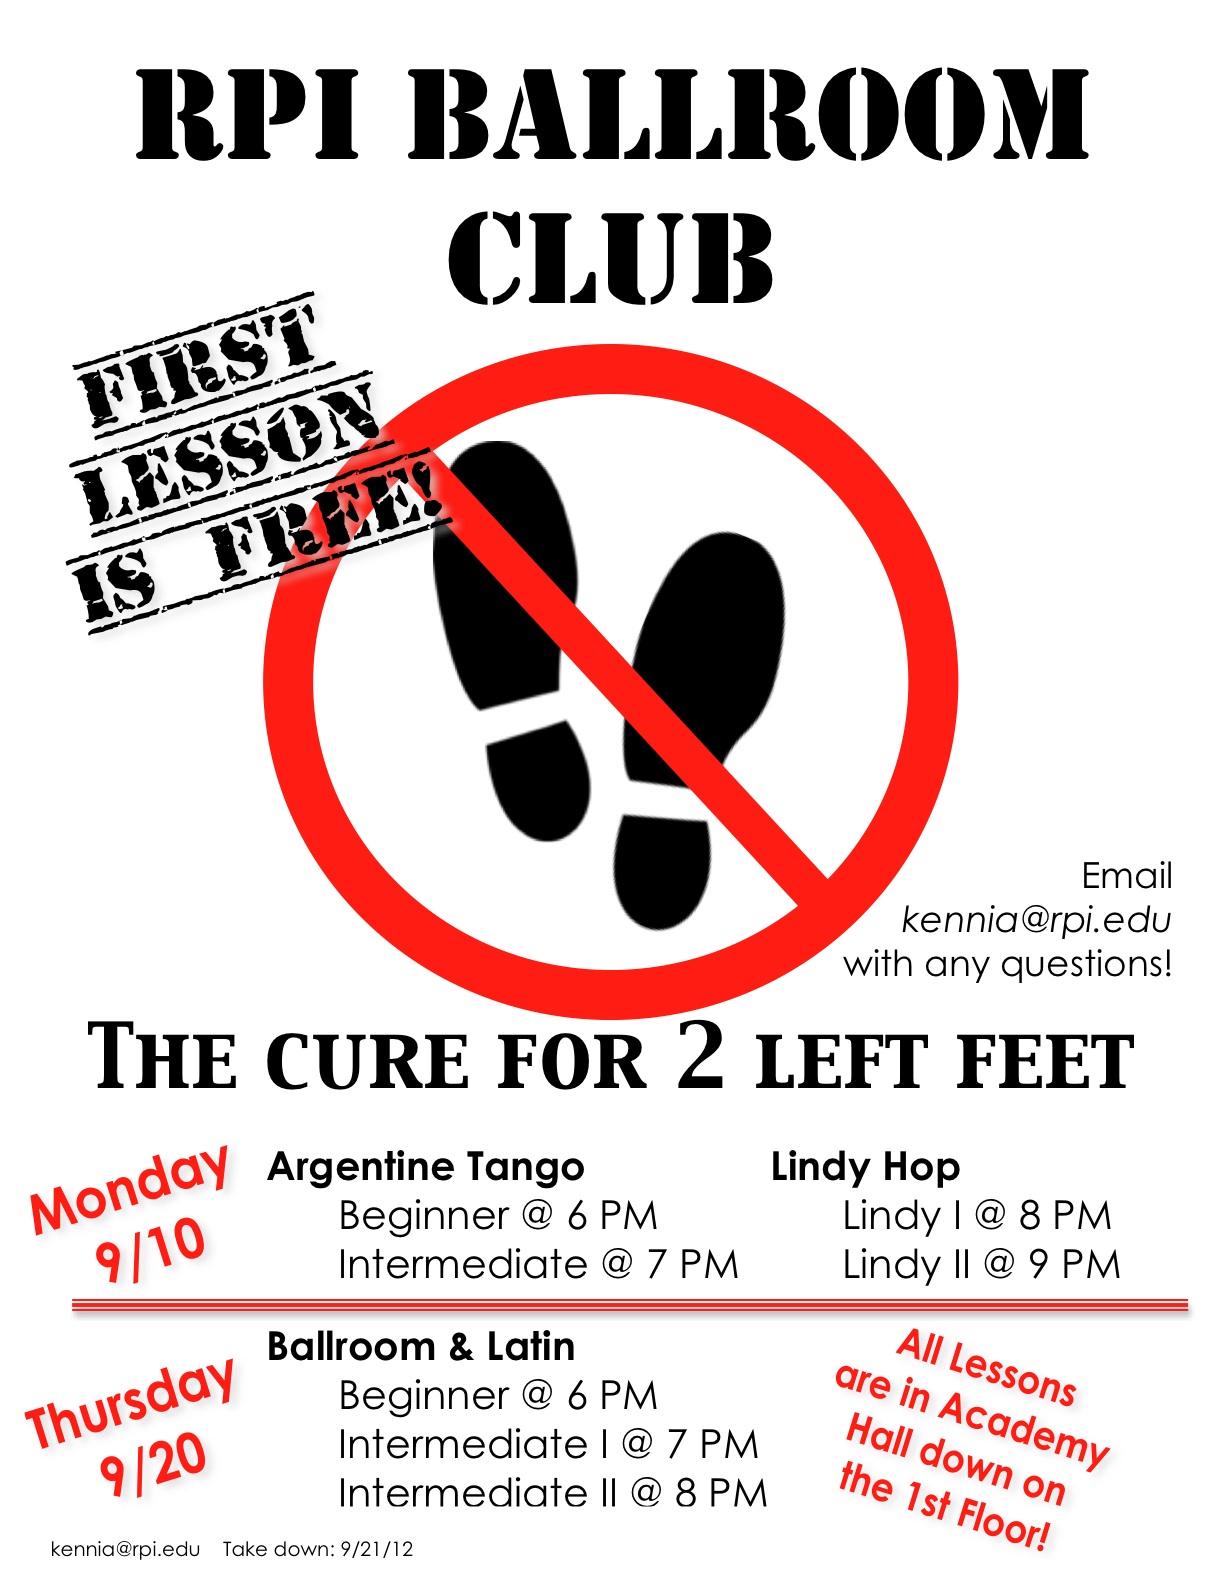 RPI BALLROOM
CLUB
FIRST
LESSON
IS FREE!
Email
kennia@rpi.edu
with any questions!
THE CURE FOR 2 LEFT FEET
Monday
9/10
Argentine Tango
Beginner @ 6 PM
Intermediate @ 7 PM
Lindy Hop
Lindy I @ 8 PM
Lindy II @ 9 PM
Thursday
9/20
Ballroom & Latin
Beginner @ 6 PM
Intermediate I @ 7 PM
Intermediate II @ 8 PM
All Lessons
are in Academy
Hall down on
the 1st Floor!
kennia@rpi.edu Take down: 9/21/12